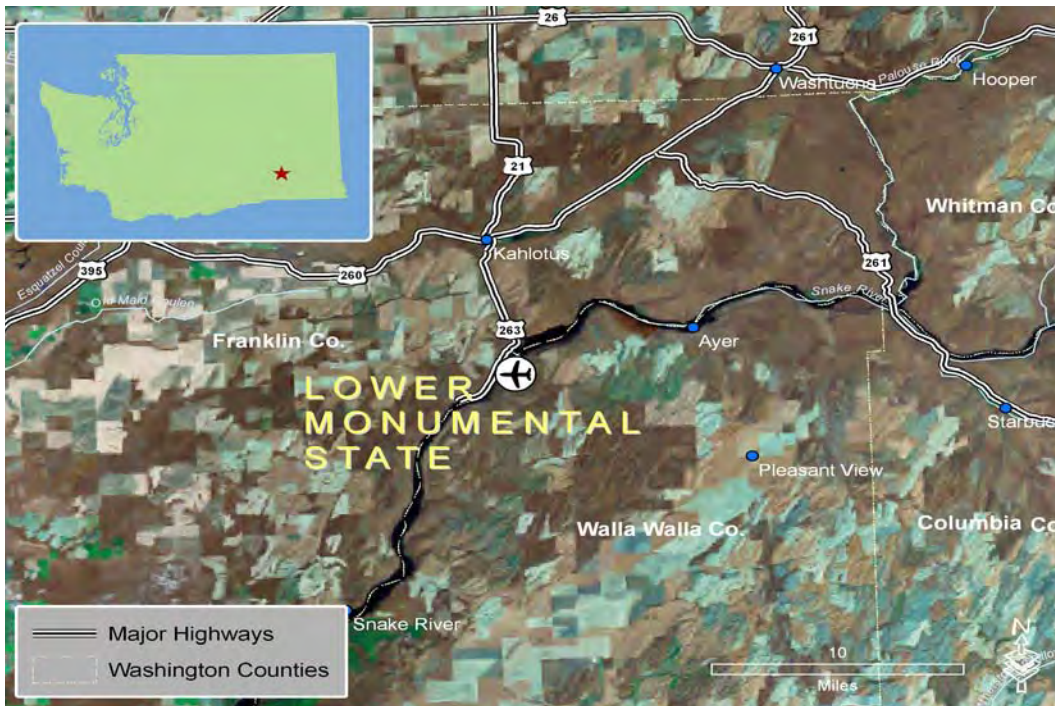 26
261
Washtucna
Palouse River
Hooper
21
Whitman Co
Kahlotus
395
260
261
Esquatzel Coulee
Old Maid Coulee
Snake River
263
Ayer
Franklin Co.
LOWER
MONUMENTAL
STATE
Starbuc
Pleasant View
Walla Walla Co.
Columbia Co
Snake River
Major Highways
Washington Counties
10
Miles
N